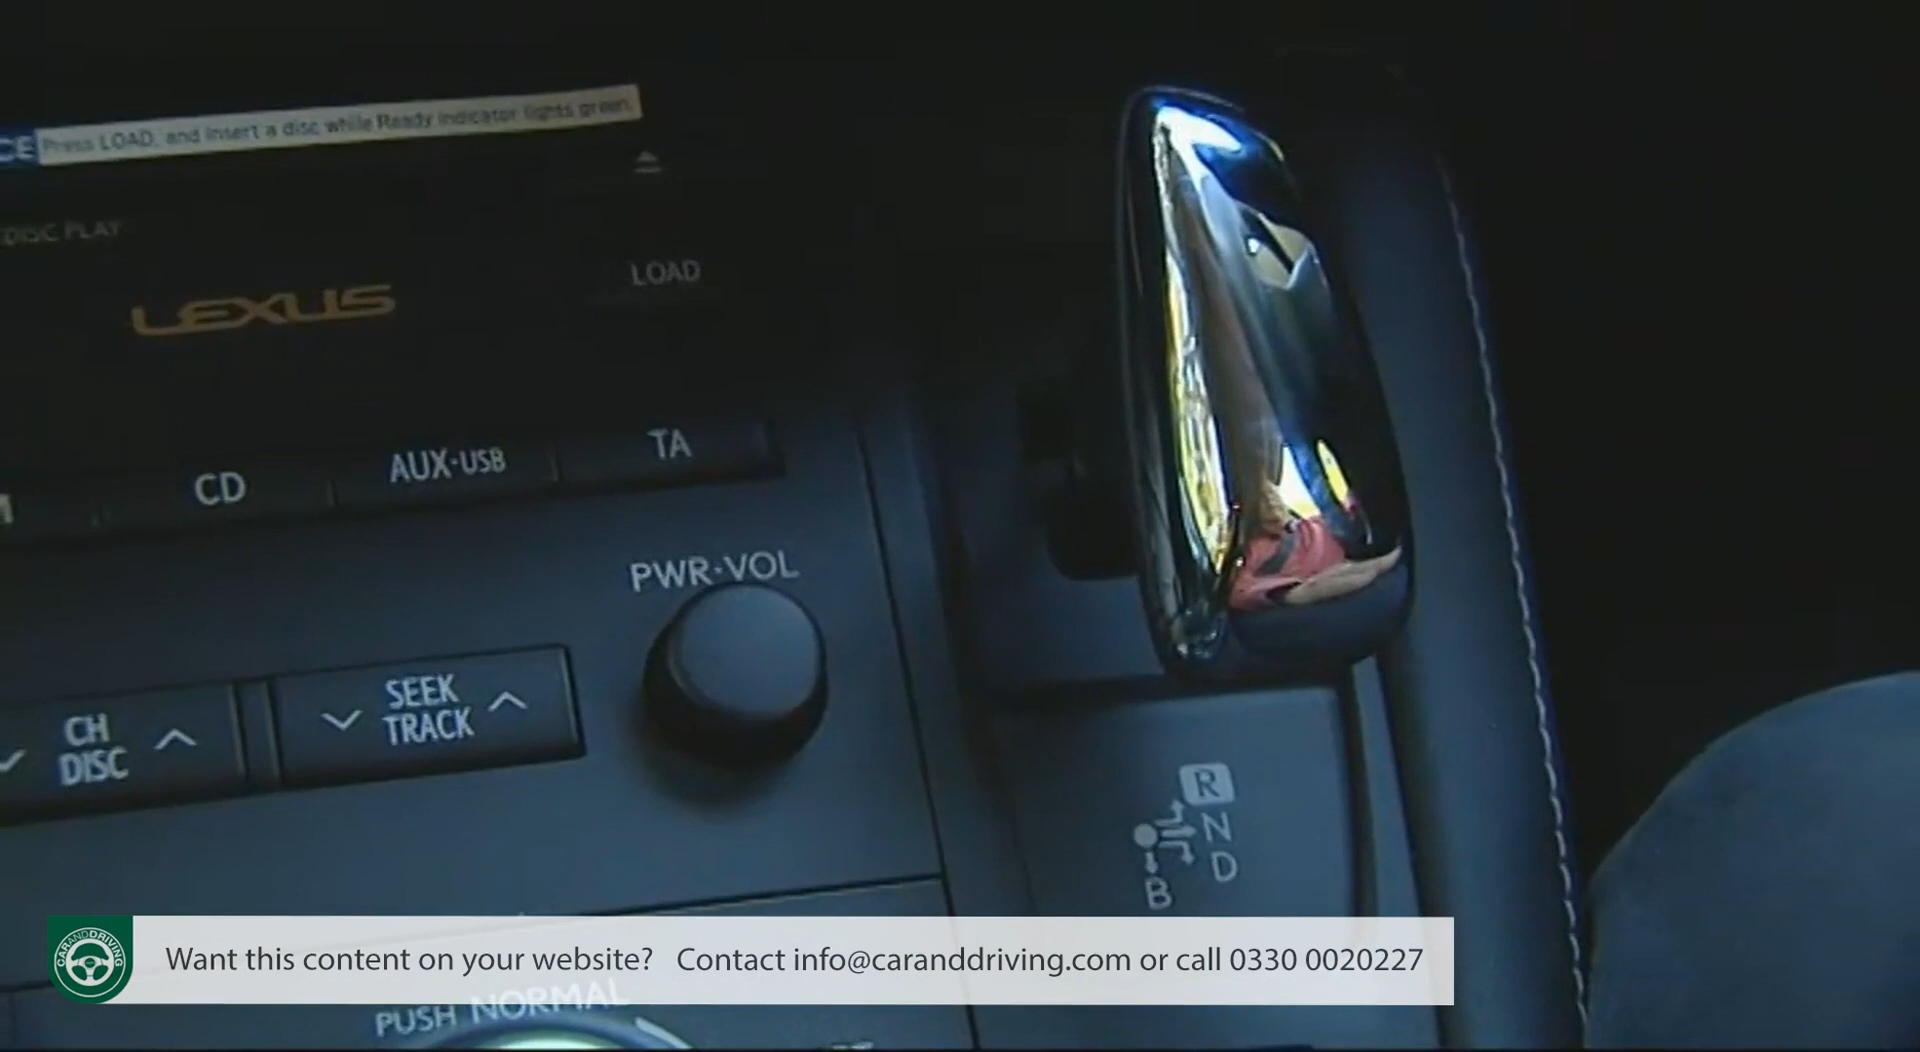 CE Press LOAD, and insert a disc while Ready indicator lights green.
DISC PLAY
LEXUS
LOAD
CD
AUX·USB
TA
PWR·VOL
CH
DISC
SEEK
TRACK
R
N
D
B
CARANDDRIVING
Want this content on your website? Contact info@caranddriving.com or call 0330 0020227
PUSH NORMAL